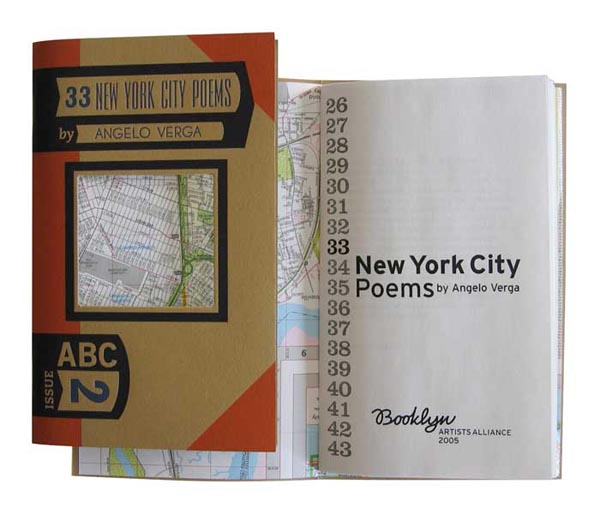 33 NEW YORK CITY POEMS
by ANGELO VERGA
ISSUE
ABC
2
6
26
27
28
29
30
31
32
33
34
35
36
37
38
39
40
41
42
43
New York City
Poems by Angelo Verga
Booklyn
ARTISTS ALLIANCE
2005